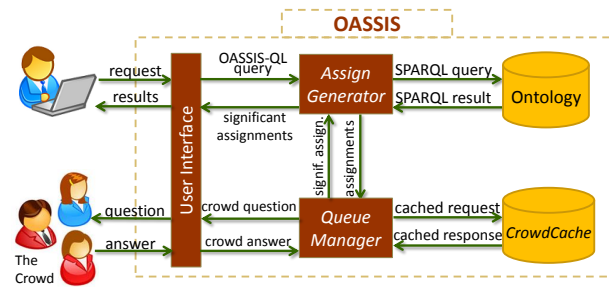 OASSIS
request
results
OASSIS-QL
query
significant
assignments
Assign
Generator
SPARQL query
SPARQL result
Ontology
User Interface
signif. assign.
assignments
question
answer
The
Crowd
crowd question
crowd answer
Queue
Manager
cached request
cached response
CrowdCache